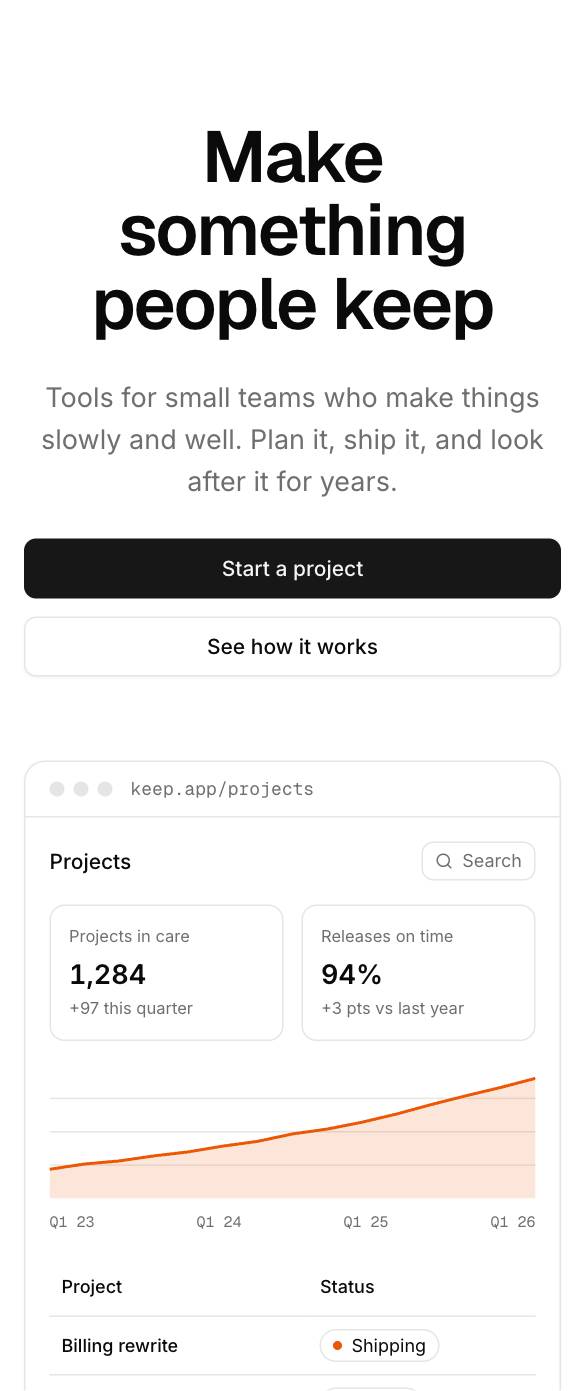 Make
something
people keep
Tools for small teams who make things
slowly and well. Plan it, ship it, and look
after it for years.
Start a project
See how it works
keep.app/projects
Projects
Search
Projects in care
1,284
+97 this quarter
Releases on time
94%
+3 pts vs last year
Q1 23 Q1 24 Q1 25 Q1 26
Project Status
Billing rewrite Shipping